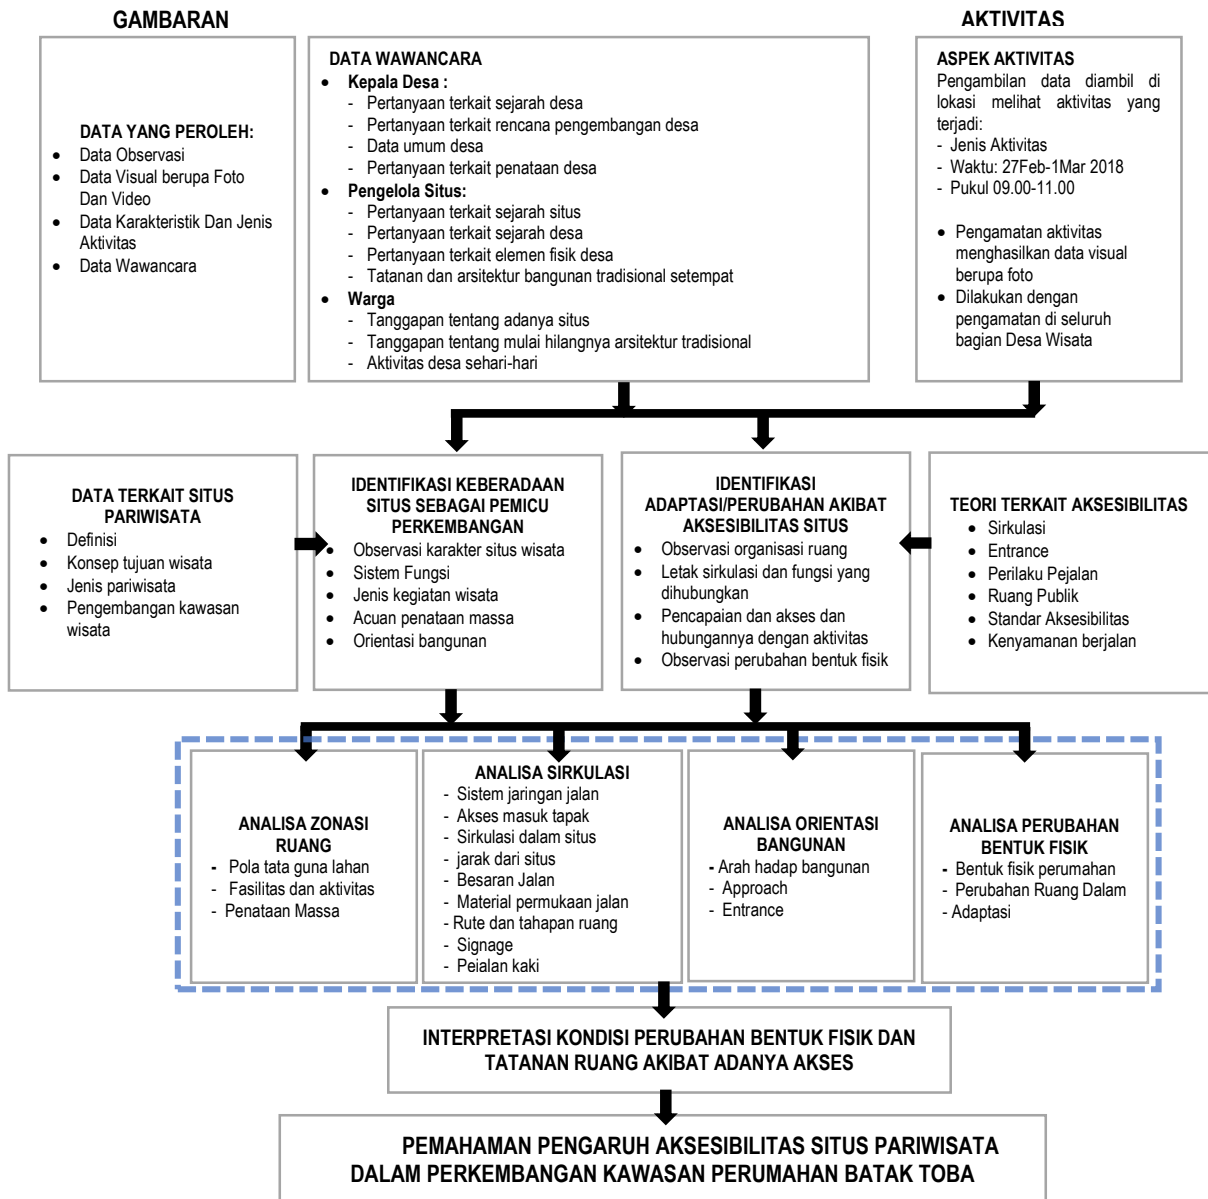 GAMBARAN
AKTIVITAS
DATA YANG PEROLEH:
• Data Observasi
• Data Visual berupa Foto
Dan Video
• Data Karakteristik Dan Jenis
Aktivitas
• Data Wawancara
DATA WAWANCARA
• Kepala Desa :
- Pertanyaan terkait sejarah desa
- Pertanyaan terkait rencana pengembangan desa
- Data umum desa
- Pertanyaan terkait penataan desa
• Pengelola Situs:
- Pertanyaan terkait sejarah situs
- Pertanyaan terkait sejarah desa
- Pertanyaan terkait elemen fisik desa
- Tatanan dan arsitektur bangunan tradisional setempat
• Warga
- Tanggapan tentang adanya situs
- Tanggapan tentang mulai hilangnya arsitektur tradisional
- Aktivitas desa sehari-hari
ASPEK AKTIVITAS
Pengambilan data diambil di
lokasi melihat aktivitas yang
terjadi:
- Jenis Aktivitas
- Waktu: 27Feb-1Mar 2018
- Pukul 09.00-11.00
• Pengamatan aktivitas
menghasilkan data visual
berupa foto
• Dilakukan dengan
pengamatan di seluruh
bagian Desa Wisata
DATA TERKAIT SITUS
PARIWISATA
• Definisi
• Konsep tujuan wisata
• Jenis pariwisata
• Pengembangan kawasan
wisata
IDENTIFIKASI KEBERADAAN
SITUS SEBAGAI PEMICU
PERKEMBANGAN
• Observasi karakter situs wisata
• Sistem Fungsi
• Jenis kegiatan wisata
• Acuan penataan massa
• Orientasi bangunan
IDENTIFIKASI
ADAPTASI/PERUBAHAN AKIBAT
AKSESIBILITAS SITUS
• Observasi organisasi ruang
• Letak sirkulasi dan fungsi yang
dihubungkan
• Pencapaian dan akses dan
hubungannya dengan aktivitas
• Observasi perubahan bentuk fisik
TEORI TERKAIT AKSESIBILITAS
• Sirkulasi
• Entrance
• Perilaku Pejalan
• Ruang Publik
• Standar Aksesibilitas
• Kenyamanan berjalan
ANALISA ZONASI
RUANG
- Pola tata guna lahan
- Fasilitas dan aktivitas
- Penataan Massa
ANALISA SIRKULASI
- Sistem jaringan jalan
- Akses masuk tapak
- Sirkulasi dalam situs
- jarak dari situs
- Besaran Jalan
- Material permukaan jalan
- Rute dan tahapan ruang
- Signage
- Pejalan kaki
ANALISA ORIENTASI
BANGUNAN
- Arah hadap bangunan
- Approach
- Entrance
ANALISA PERUBAHAN
BENTUK FISIK
- Bentuk fisik perumahan
- Perubahan Ruang Dalam
- Adaptasi
INTERPRETASI KONDISI PERUBAHAN BENTUK FISIK DAN
TATANAN RUANG AKIBAT ADANYA AKSES
PEMAHAMAN PENGARUH AKSESIBILITAS SITUS PARIWISATA
DALAM PERKEMBANGAN KAWASAN PERUMAHAN BATAK TOBA